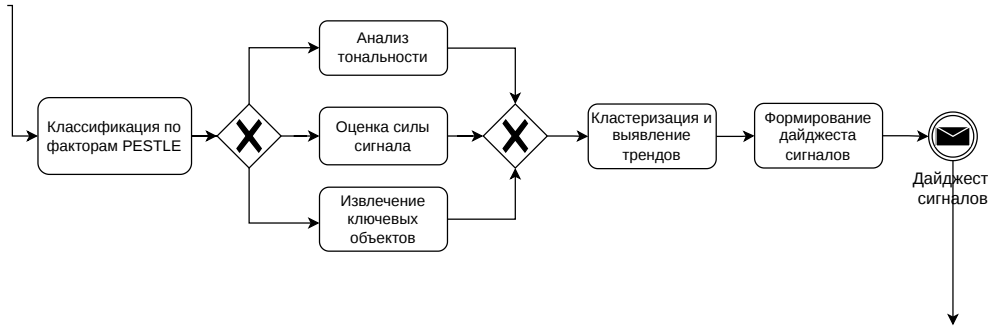 Анализ
тональности
Классификация по
факторам PESTLE
Оценка силы
сигнала
Извлечение
ключевых
объектов
Кластеризация и
выявление
трендов
Формирование
дайджеста
сигналов
Дайджест
сигналов